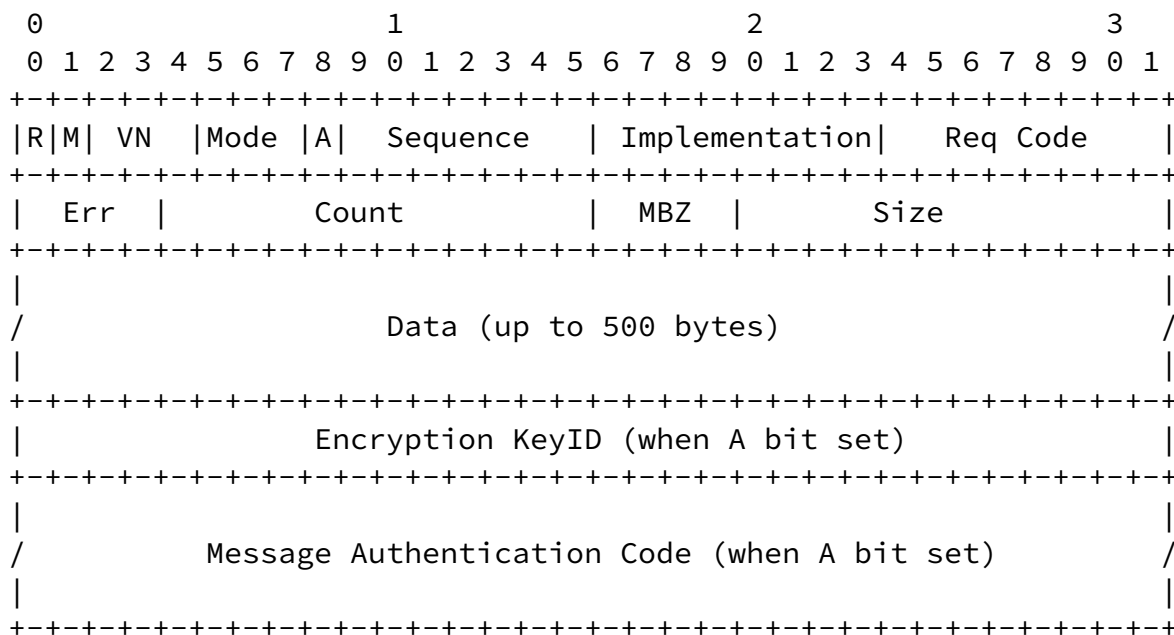 0                   1                   2                   3
 0 1 2 3 4 5 6 7 8 9 0 1 2 3 4 5 6 7 8 9 0 1 2 3 4 5 6 7 8 9 0 1
+-+-+-+-+-+-+-+-+-+-+-+-+-+-+-+-+-+-+-+-+-+-+-+-+-+-+-+-+-+-+-+-+
|R|M| VN  |Mode |A|  Sequence   | Implementation|   Req Code    |
+-+-+-+-+-+-+-+-+-+-+-+-+-+-+-+-+-+-+-+-+-+-+-+-+-+-+-+-+-+-+-+-+
|  Err  |        Count          |  MBZ  |       Size            |
+-+-+-+-+-+-+-+-+-+-+-+-+-+-+-+-+-+-+-+-+-+-+-+-+-+-+-+-+-+-+-+-+
|                                                               |
/                    Data (up to 500 bytes)                     /
|                                                               |
+-+-+-+-+-+-+-+-+-+-+-+-+-+-+-+-+-+-+-+-+-+-+-+-+-+-+-+-+-+-+-+-+
|                Encryption KeyID (when A bit set)              |
+-+-+-+-+-+-+-+-+-+-+-+-+-+-+-+-+-+-+-+-+-+-+-+-+-+-+-+-+-+-+-+-+
|                                                               |
/          Message Authentication Code (when A bit set)         /
|                                                               |
+-+-+-+-+-+-+-+-+-+-+-+-+-+-+-+-+-+-+-+-+-+-+-+-+-+-+-+-+-+-+-+-+